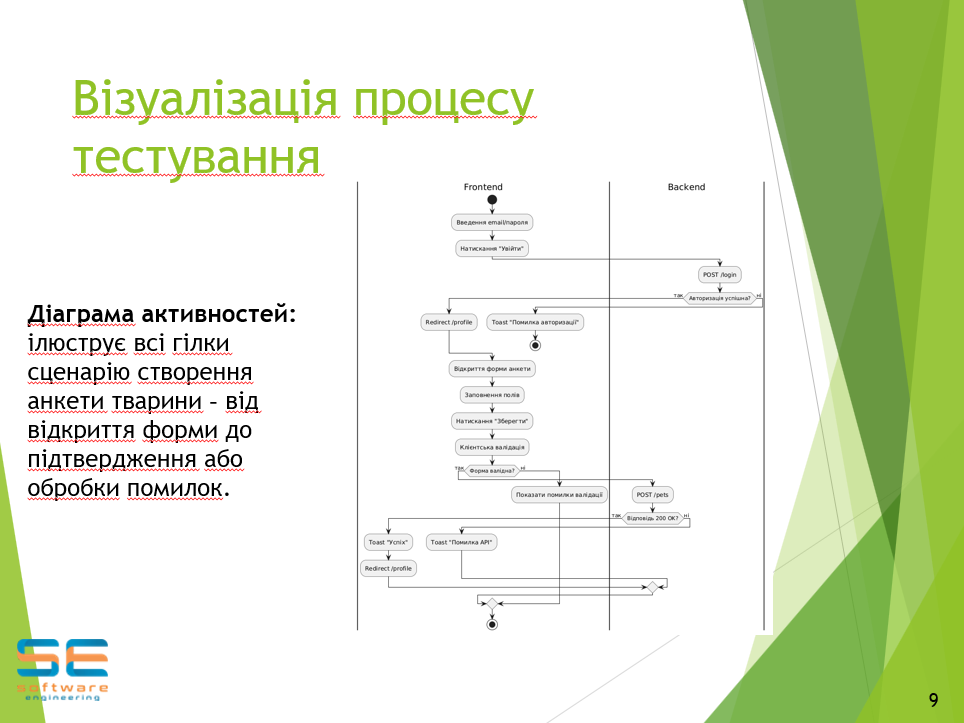 Візуалізація процесу
тестування
Діаграма активностей:
ілюструє всі гілки
сценарію створення
анкети тварини – від
відкриття форми до
підтвердження або
обробки помилок.
Frontend
Backend
Введення email/пароля
Натискання "Увійти"
POST /login
Авторизація успішна?
так
ні
Redirect /profile
Toast "Помилка авторизації"
Відкриття форми анкети
Заповнення полів
Натискання "Зберегти"
Клієнтська валідація
Форма валідна?
так
ні
Показати помилки валідації
POST /pets
Відповідь 200 OK?
так
ні
Toast "Успіх"
Toast "Помилка API"
Redirect /profile
SE
software
engineering
9